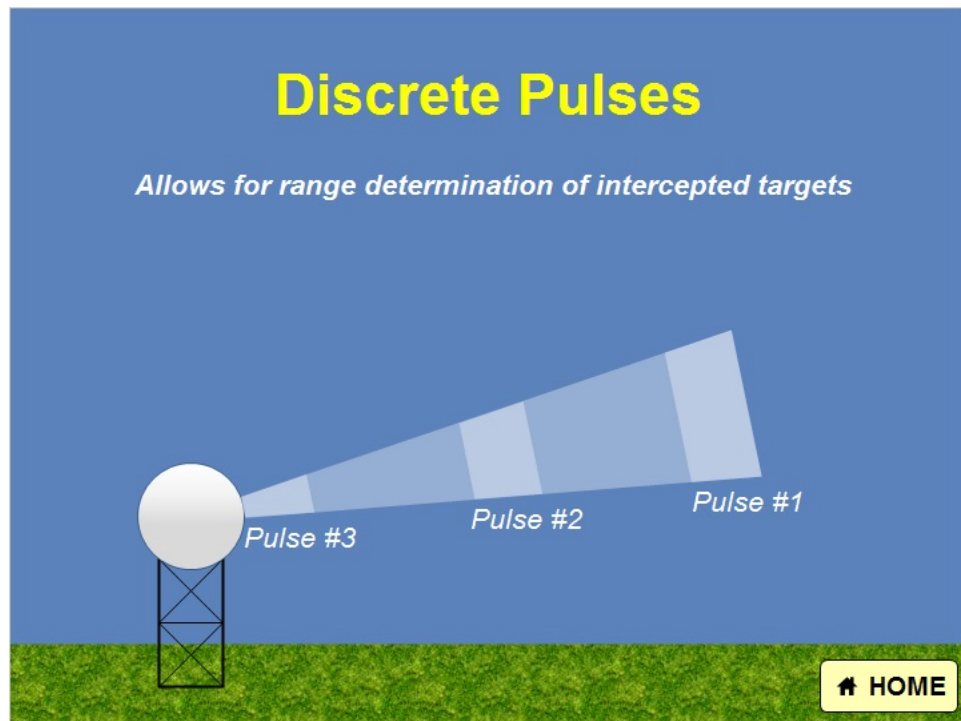 Discrete Pulses
Allows for range determination of intercepted targets
Pulse #1
Pulse #2
Pulse #3
HOME